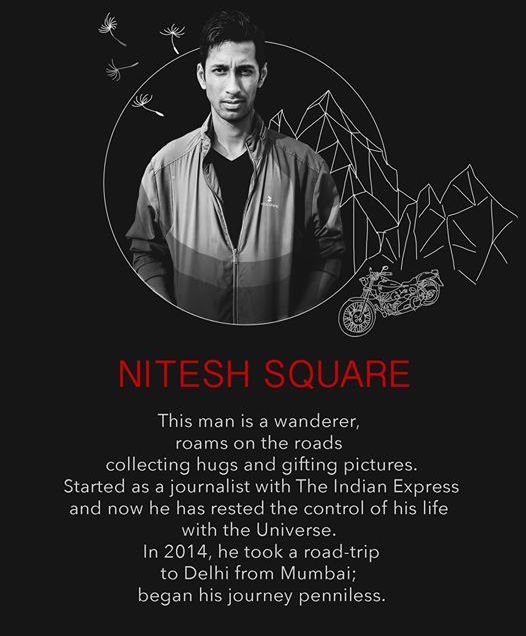 NITESH SQUARE
This man is a wanderer,
roams on the roads
collecting hugs and gifting pictures.
Started as a journalist with The Indian Express
and now he has rested the control of his life
with the Universe.
In 2014, he took a road-trip
to Delhi from Mumbai;
began his journey penniless.